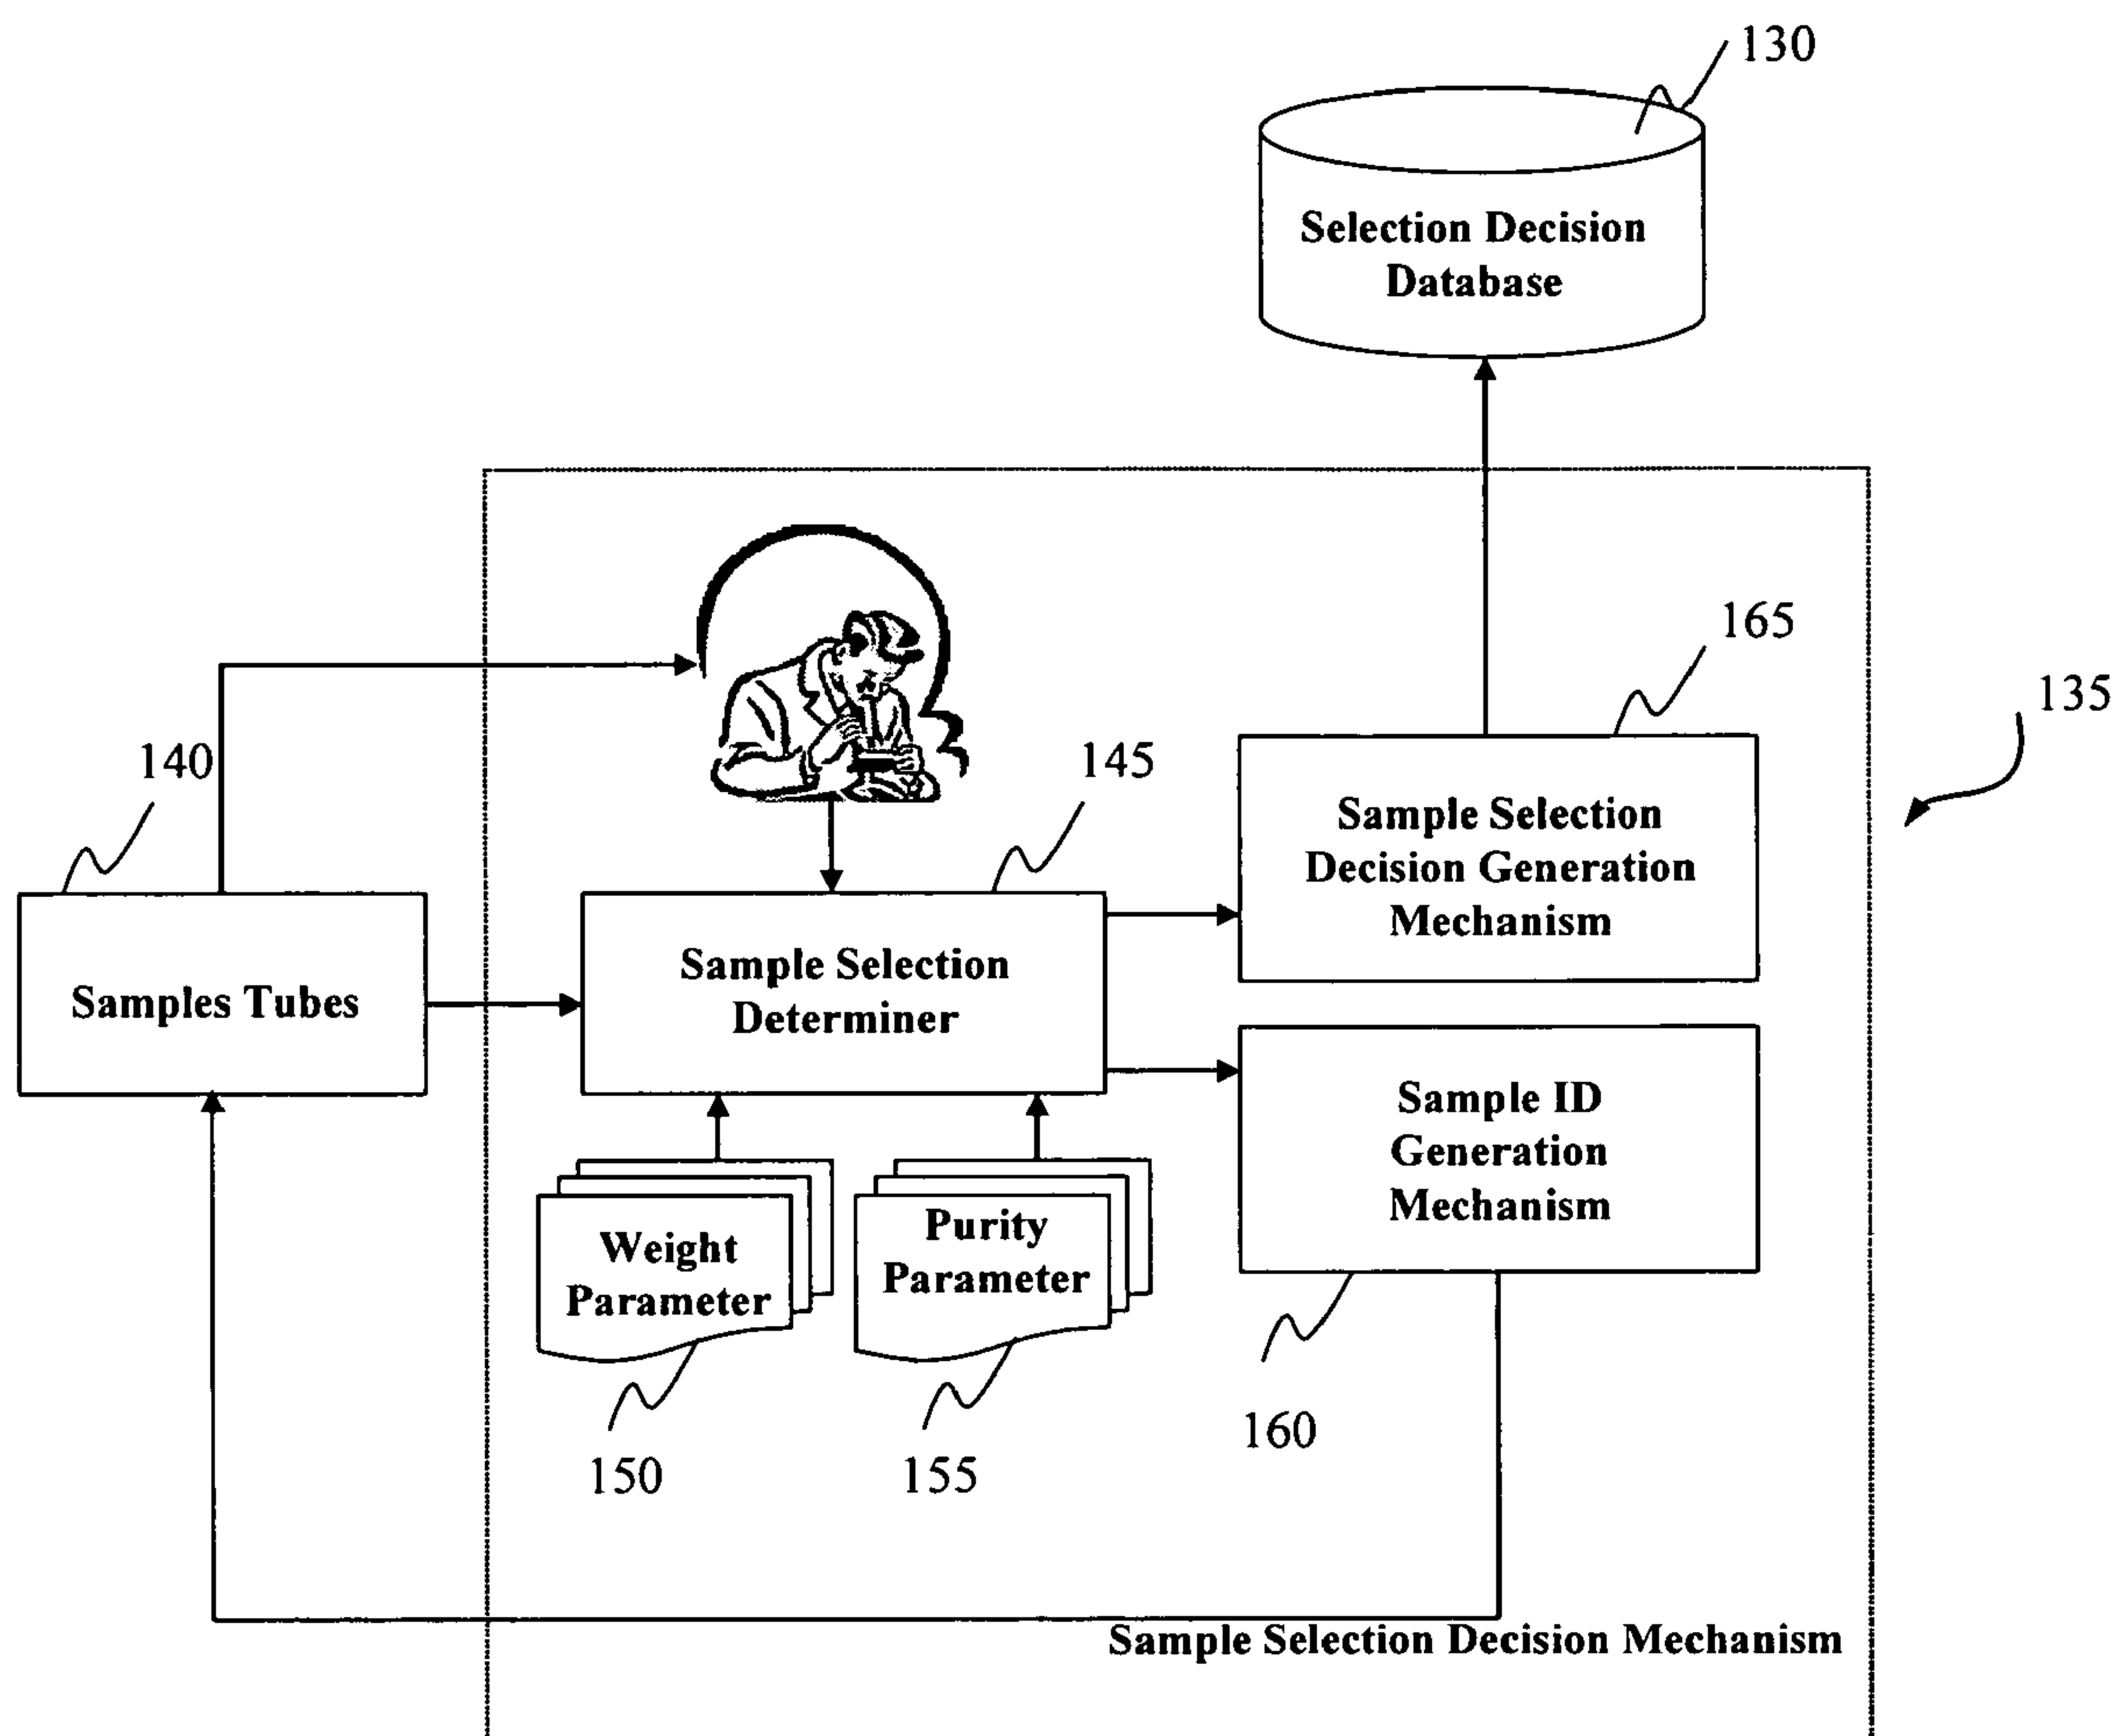 130
Selection Decision
Database
165
135
140
145
Sample Selection
Decision Generation
Mechanism
Samples Tubes
Sample Selection
Determiner
Sample ID
Generation
Mechanism
Weight
Parameter
Purity
Parameter
150
155
160
Sample Selection Decision Mechanism